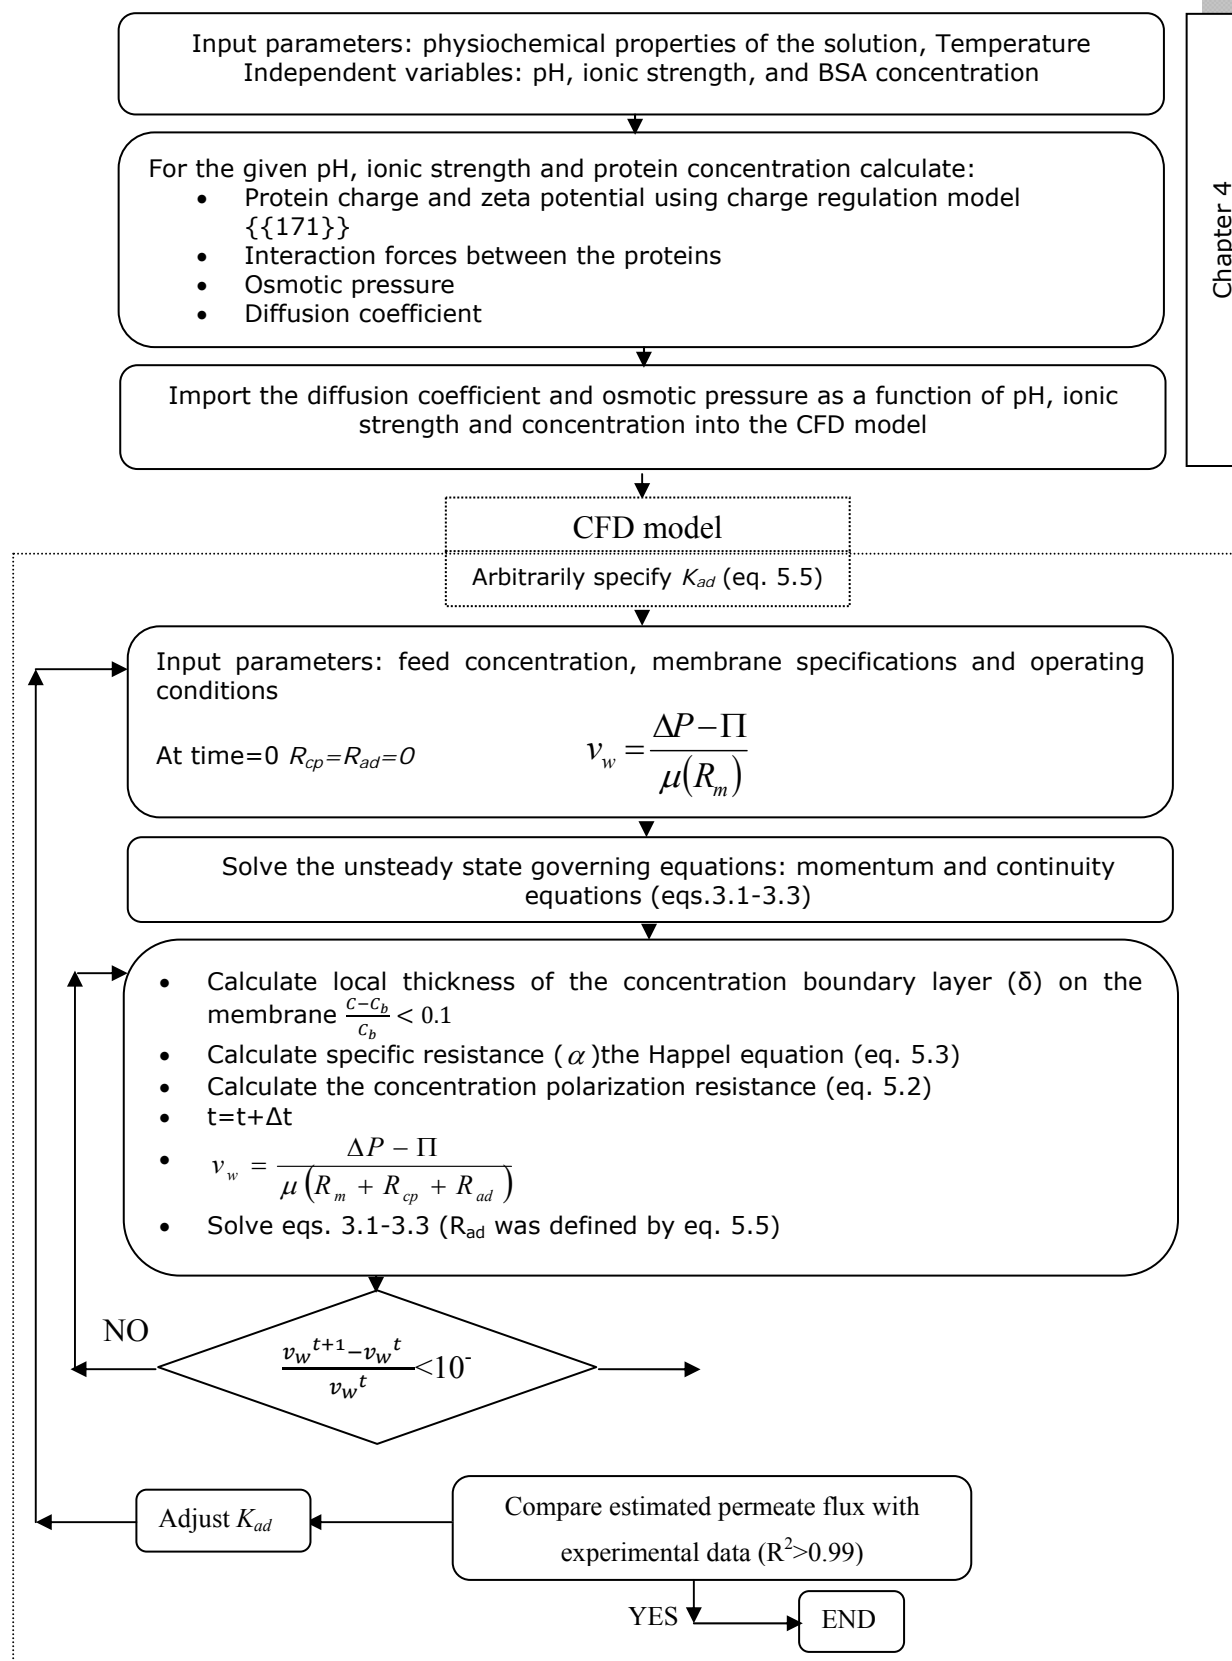 Input parameters: physiochemical properties of the solution, Temperature
Independent variables: pH, ionic strength, and BSA concentration
For the given pH, ionic strength and protein concentration calculate:
• Protein charge and zeta potential using charge regulation model
{{171}}
• Interaction forces between the proteins
• Osmotic pressure
• Diffusion coefficient
Import the diffusion coefficient and osmotic pressure as a function of pH, ionic
strength and concentration into the CFD model
Chapter 4
CFD model
Arbitrarily specify K_ad (eq. 5.5)
Input parameters: feed concentration, membrane specifications and operating
conditions
At time=0 R_cp=R_ad=0
v_w = (ΔP−Π)/(μ(R_m))
Solve the unsteady state governing equations: momentum and continuity
equations (eqs.3.1-3.3)
• Calculate local thickness of the concentration boundary layer (δ) on the
membrane (C−C_b)/C_b < 0.1
• Calculate specific resistance (α)the Happel equation (eq. 5.3)
• Calculate the concentration polarization resistance (eq. 5.2)
• t=t+Δt
• v_w = (ΔP − Π)/(μ(R_m + R_cp + R_ad))
• Solve eqs. 3.1-3.3 (R_ad was defined by eq. 5.5)
NO
(v_w^t+1−v_w^t)/(v_w^t)<10^-
Adjust K_ad
Compare estimated permeate flux with
experimental data (R²>0.99)
YES
END